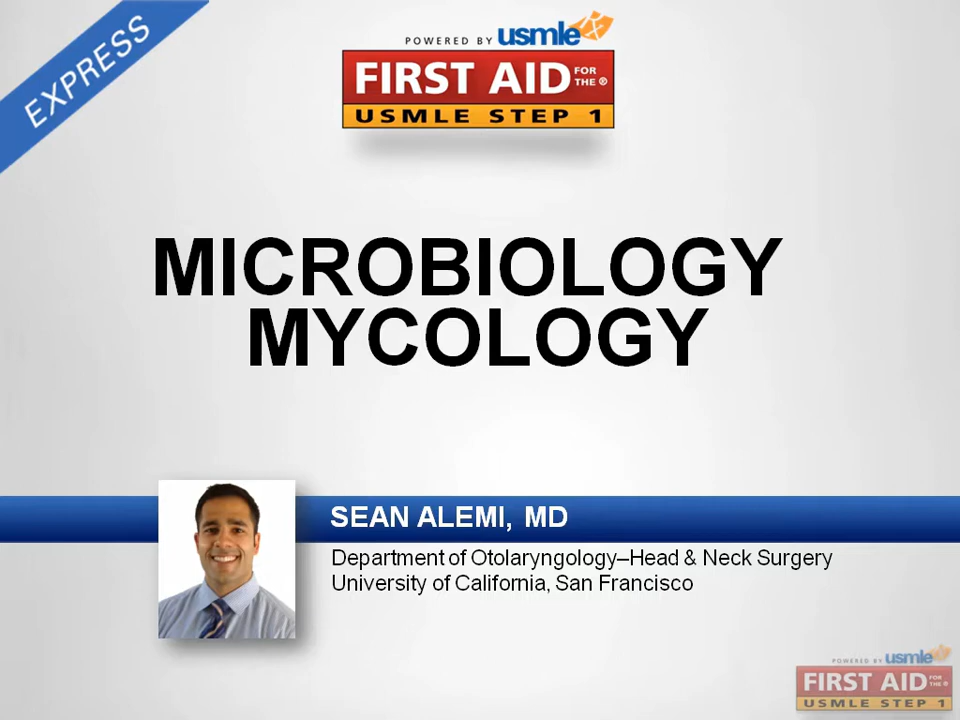 EXPRESS
POWERED BY usmle
FIRST AID FOR THE ®
USMLE STEP 1
MICROBIOLOGY
MYCOLOGY
SEAN ALEMI, MD
Department of Otolaryngology–Head & Neck Surgery
University of California, San Francisco
POWERED BY usmle
FIRST AID FOR THE ®
USMLE STEP 1